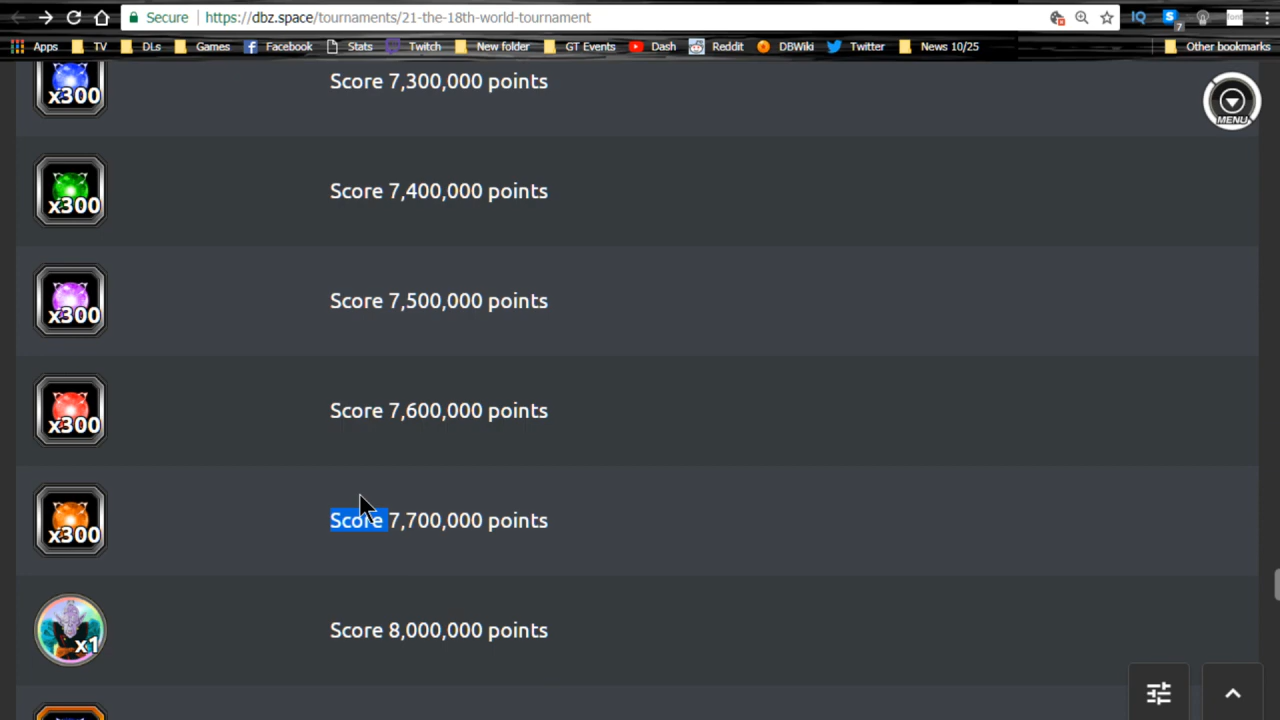 Secure https://dbz.space/tournaments/21-the-18th-world-tournament
7
Apps TV DLs Games Facebook Stats Twitch New folder GT Events Dash Reddit DBWiki Twitter News 10/25 Other bookmarks
x300 Score 7,300,000 points
MENU
x300 Score 7,400,000 points
x300 Score 7,500,000 points
x300 Score 7,600,000 points
x300 Score 7,700,000 points
x1 Score 8,000,000 points